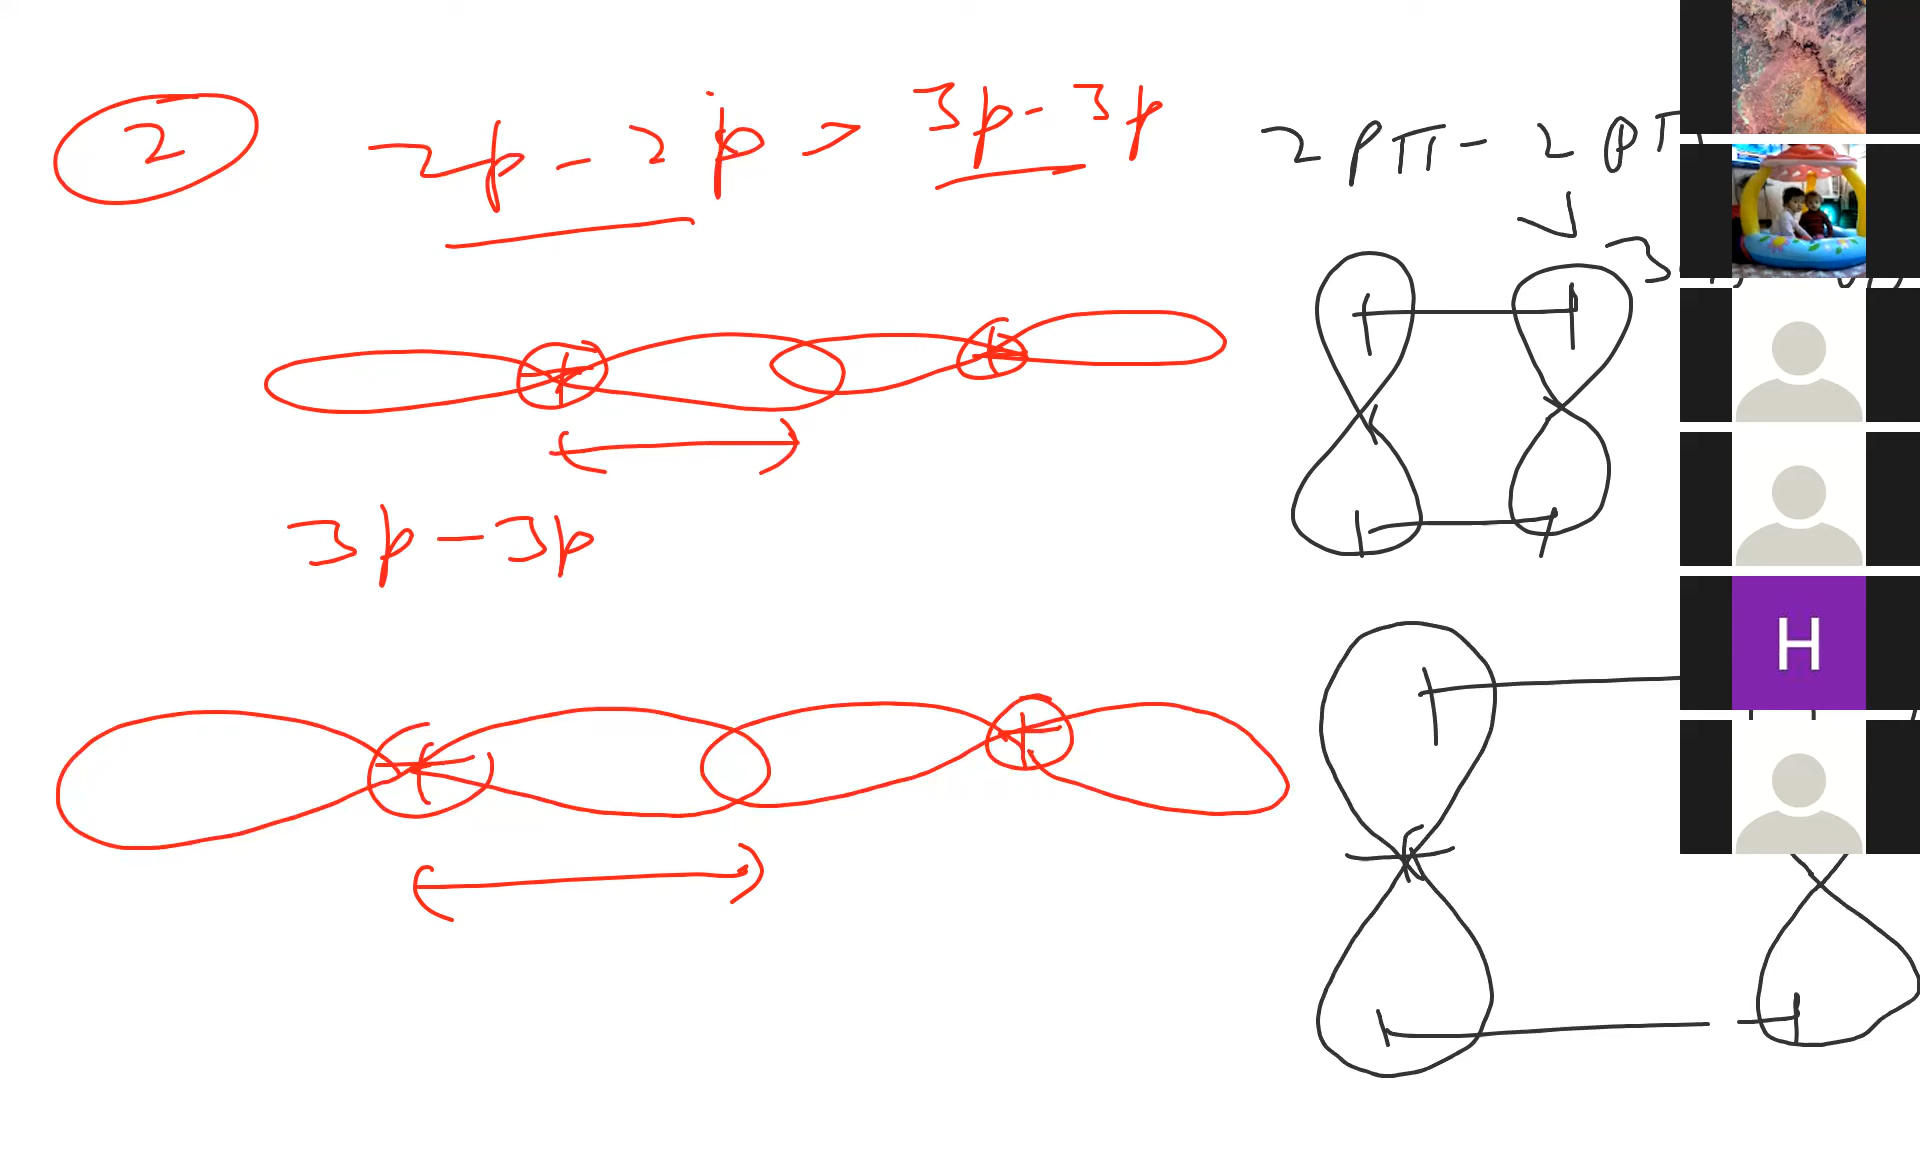 2
2p - 2p > 3p - 3p
2pπ - 2pπ
3p - 3p
H